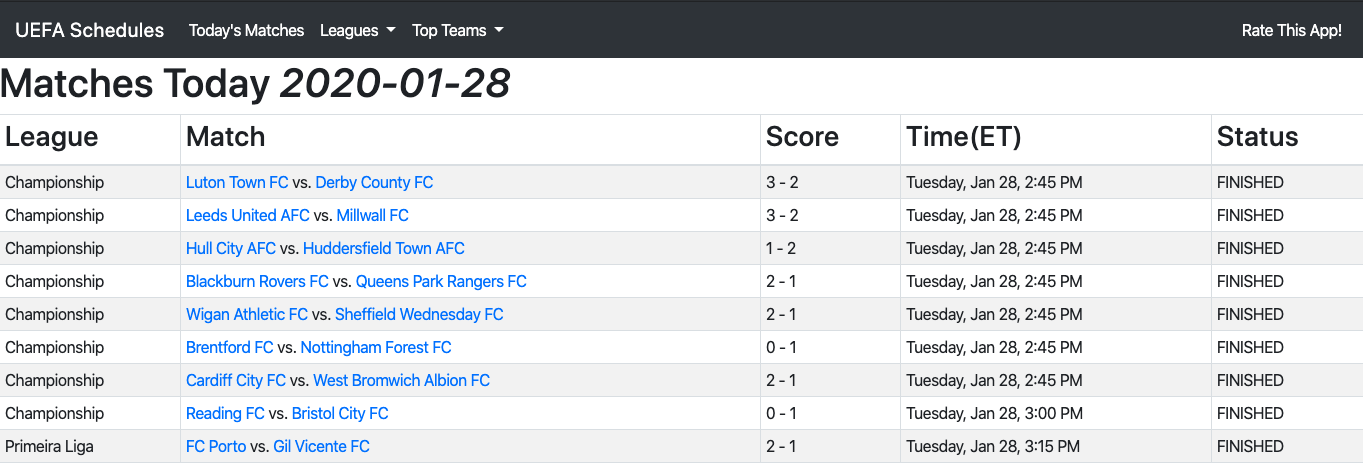 UEFA Schedules Today's Matches Leagues Top Teams Rate This App!
Matches Today 2020-01-28
League Match Score Time(ET) Status
Championship Luton Town FC vs. Derby County FC 3 - 2 Tuesday, Jan 28, 2:45 PM FINISHED
Championship Leeds United AFC vs. Millwall FC 3 - 2 Tuesday, Jan 28, 2:45 PM FINISHED
Championship Hull City AFC vs. Huddersfield Town AFC 1 - 2 Tuesday, Jan 28, 2:45 PM FINISHED
Championship Blackburn Rovers FC vs. Queens Park Rangers FC 2 - 1 Tuesday, Jan 28, 2:45 PM FINISHED
Championship Wigan Athletic FC vs. Sheffield Wednesday FC 2 - 1 Tuesday, Jan 28, 2:45 PM FINISHED
Championship Brentford FC vs. Nottingham Forest FC 0 - 1 Tuesday, Jan 28, 2:45 PM FINISHED
Championship Cardiff City FC vs. West Bromwich Albion FC 2 - 1 Tuesday, Jan 28, 2:45 PM FINISHED
Championship Reading FC vs. Bristol City FC 0 - 1 Tuesday, Jan 28, 3:00 PM FINISHED
Primeira Liga FC Porto vs. Gil Vicente FC 2 - 1 Tuesday, Jan 28, 3:15 PM FINISHED